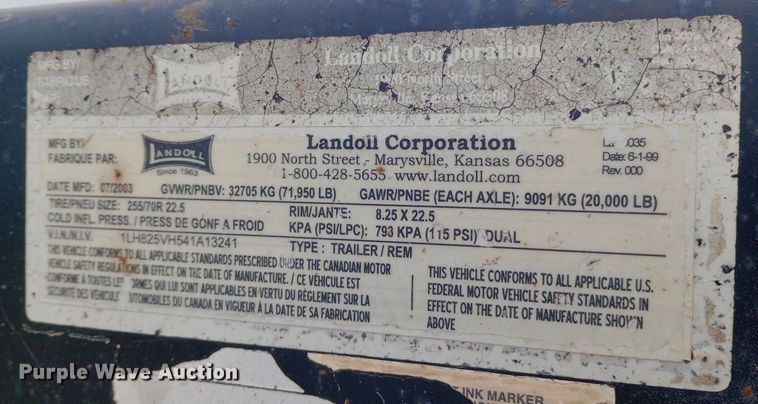 MFG BY/
FABRIQUE
PAR
LANDOLL
Landoll Corporation
MFG BY/
FABRIQUE PAR:
LANDOLL
Since 1963
Landoll Corporation
1900 North Street - Marysville, Kansas 66508
1-800-428-5655 www.landoll.com
Date: 6-1-99
Rev. 000
DATE MFD: 07/2003 GVWR/PNBV: 32705 KG (71,950 LB) GAWR/PNBE (EACH AXLE): 9091 KG (20,000 LB)
TIRE/PNEU SIZE: 255/70R 22.5 RIM/JANTE: 8.25 X 22.5
COLD INFL. PRESS. / PRESS DE GONF A FROID KPA (PSI/LPC): 793 KPA (115 PSI) DUAL
V.I.N./N.I.V. 1LH825VH541A13241 TYPE: TRAILER / REM
THIS VEHICLE CONFORMS TO ALL APPLICABLE STANDARDS PRESCRIBED UNDER THE CANADIAN MOTOR
VEHICLE SAFETY REGULATIONS IN EFFECT ON THE DATE OF MANUFACTURE. / CE VÉHICULE EST
CONFORME À TOUTES LES NORMES QUI LUI SONT APPLICABLES EN VERTU DU RÈGLEMENT SUR LA
SÉCURITÉ DES VÉHICULES AUTOMOBILES DU CANADA EN VIGUEUR À LA DATE DE SA FABRICATION
THIS VEHICLE CONFORMS TO ALL APPLICABLE U.S.
FEDERAL MOTOR VEHICLE SAFETY STANDARDS IN
EFFECT ON THE DATE OF MANUFACTURE SHOWN
ABOVE
INK MARKER
Purple Wave Auction